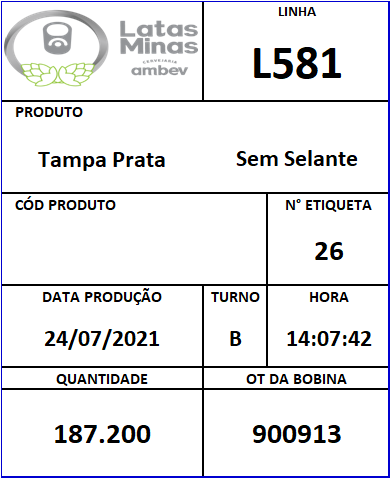 Latas
Minas
CERVEJARIA
ambev
LINHA
L581
PRODUTO
Tampa Prata Sem Selante
CÓD PRODUTO
N° ETIQUETA
26
DATA PRODUÇÃO TURNO HORA
24/07/2021 B 14:07:42
QUANTIDADE OT DA BOBINA
187.200 900913